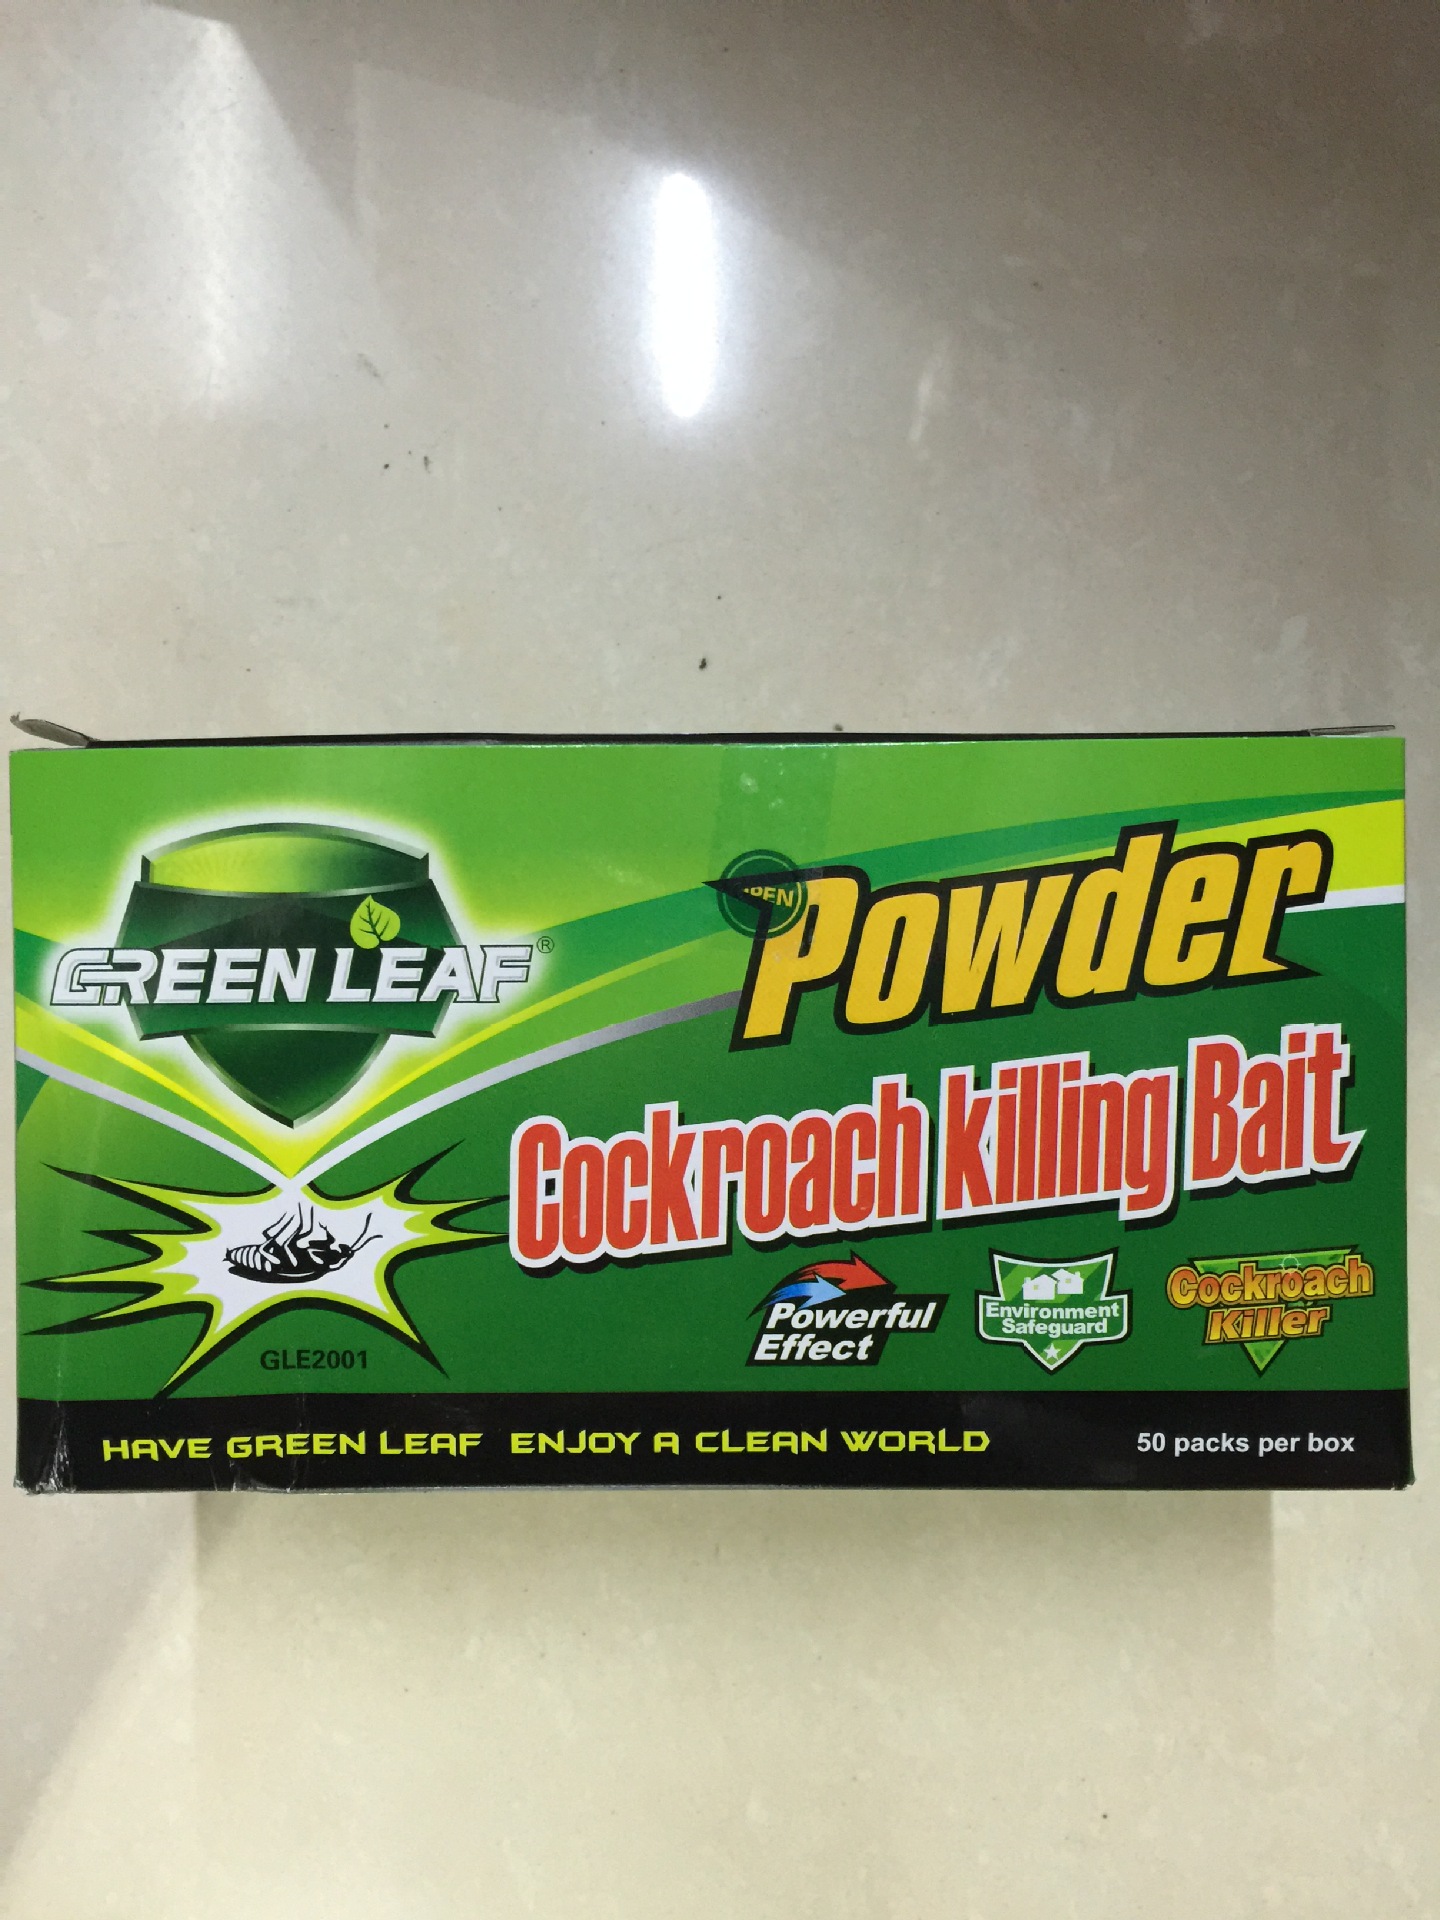 GREEN LEAF®
Powder
Cockroach killing Bait
Powerful
Effect
Environment
Safeguard
Cockroach
Killer
GLE2001
HAVE GREEN LEAF ENJOY A CLEAN WORLD
50 packs per box